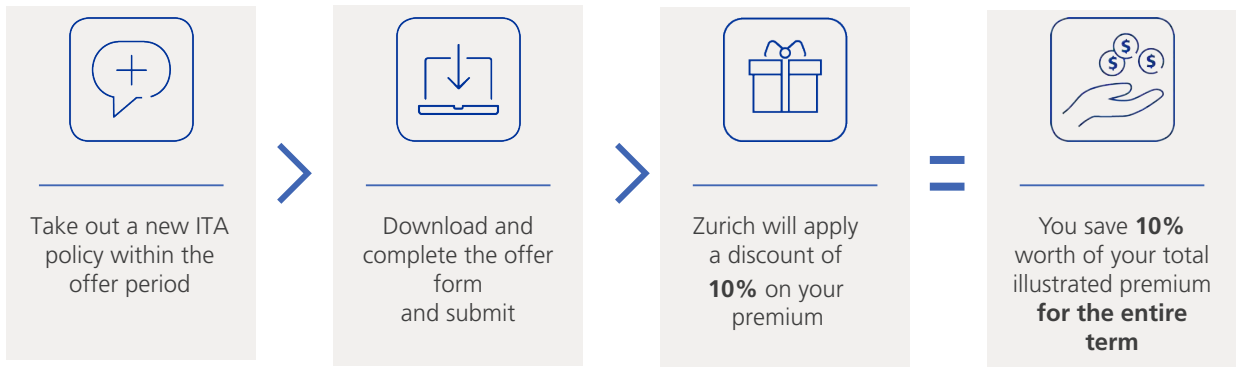 Take out a new ITA
policy within the
offer period
Download and
complete the offer
form
and submit
Zurich will apply
a discount of
10% on your
premium
$
$
$
You save 10%
worth of your total
illustrated premium
for the entire
term